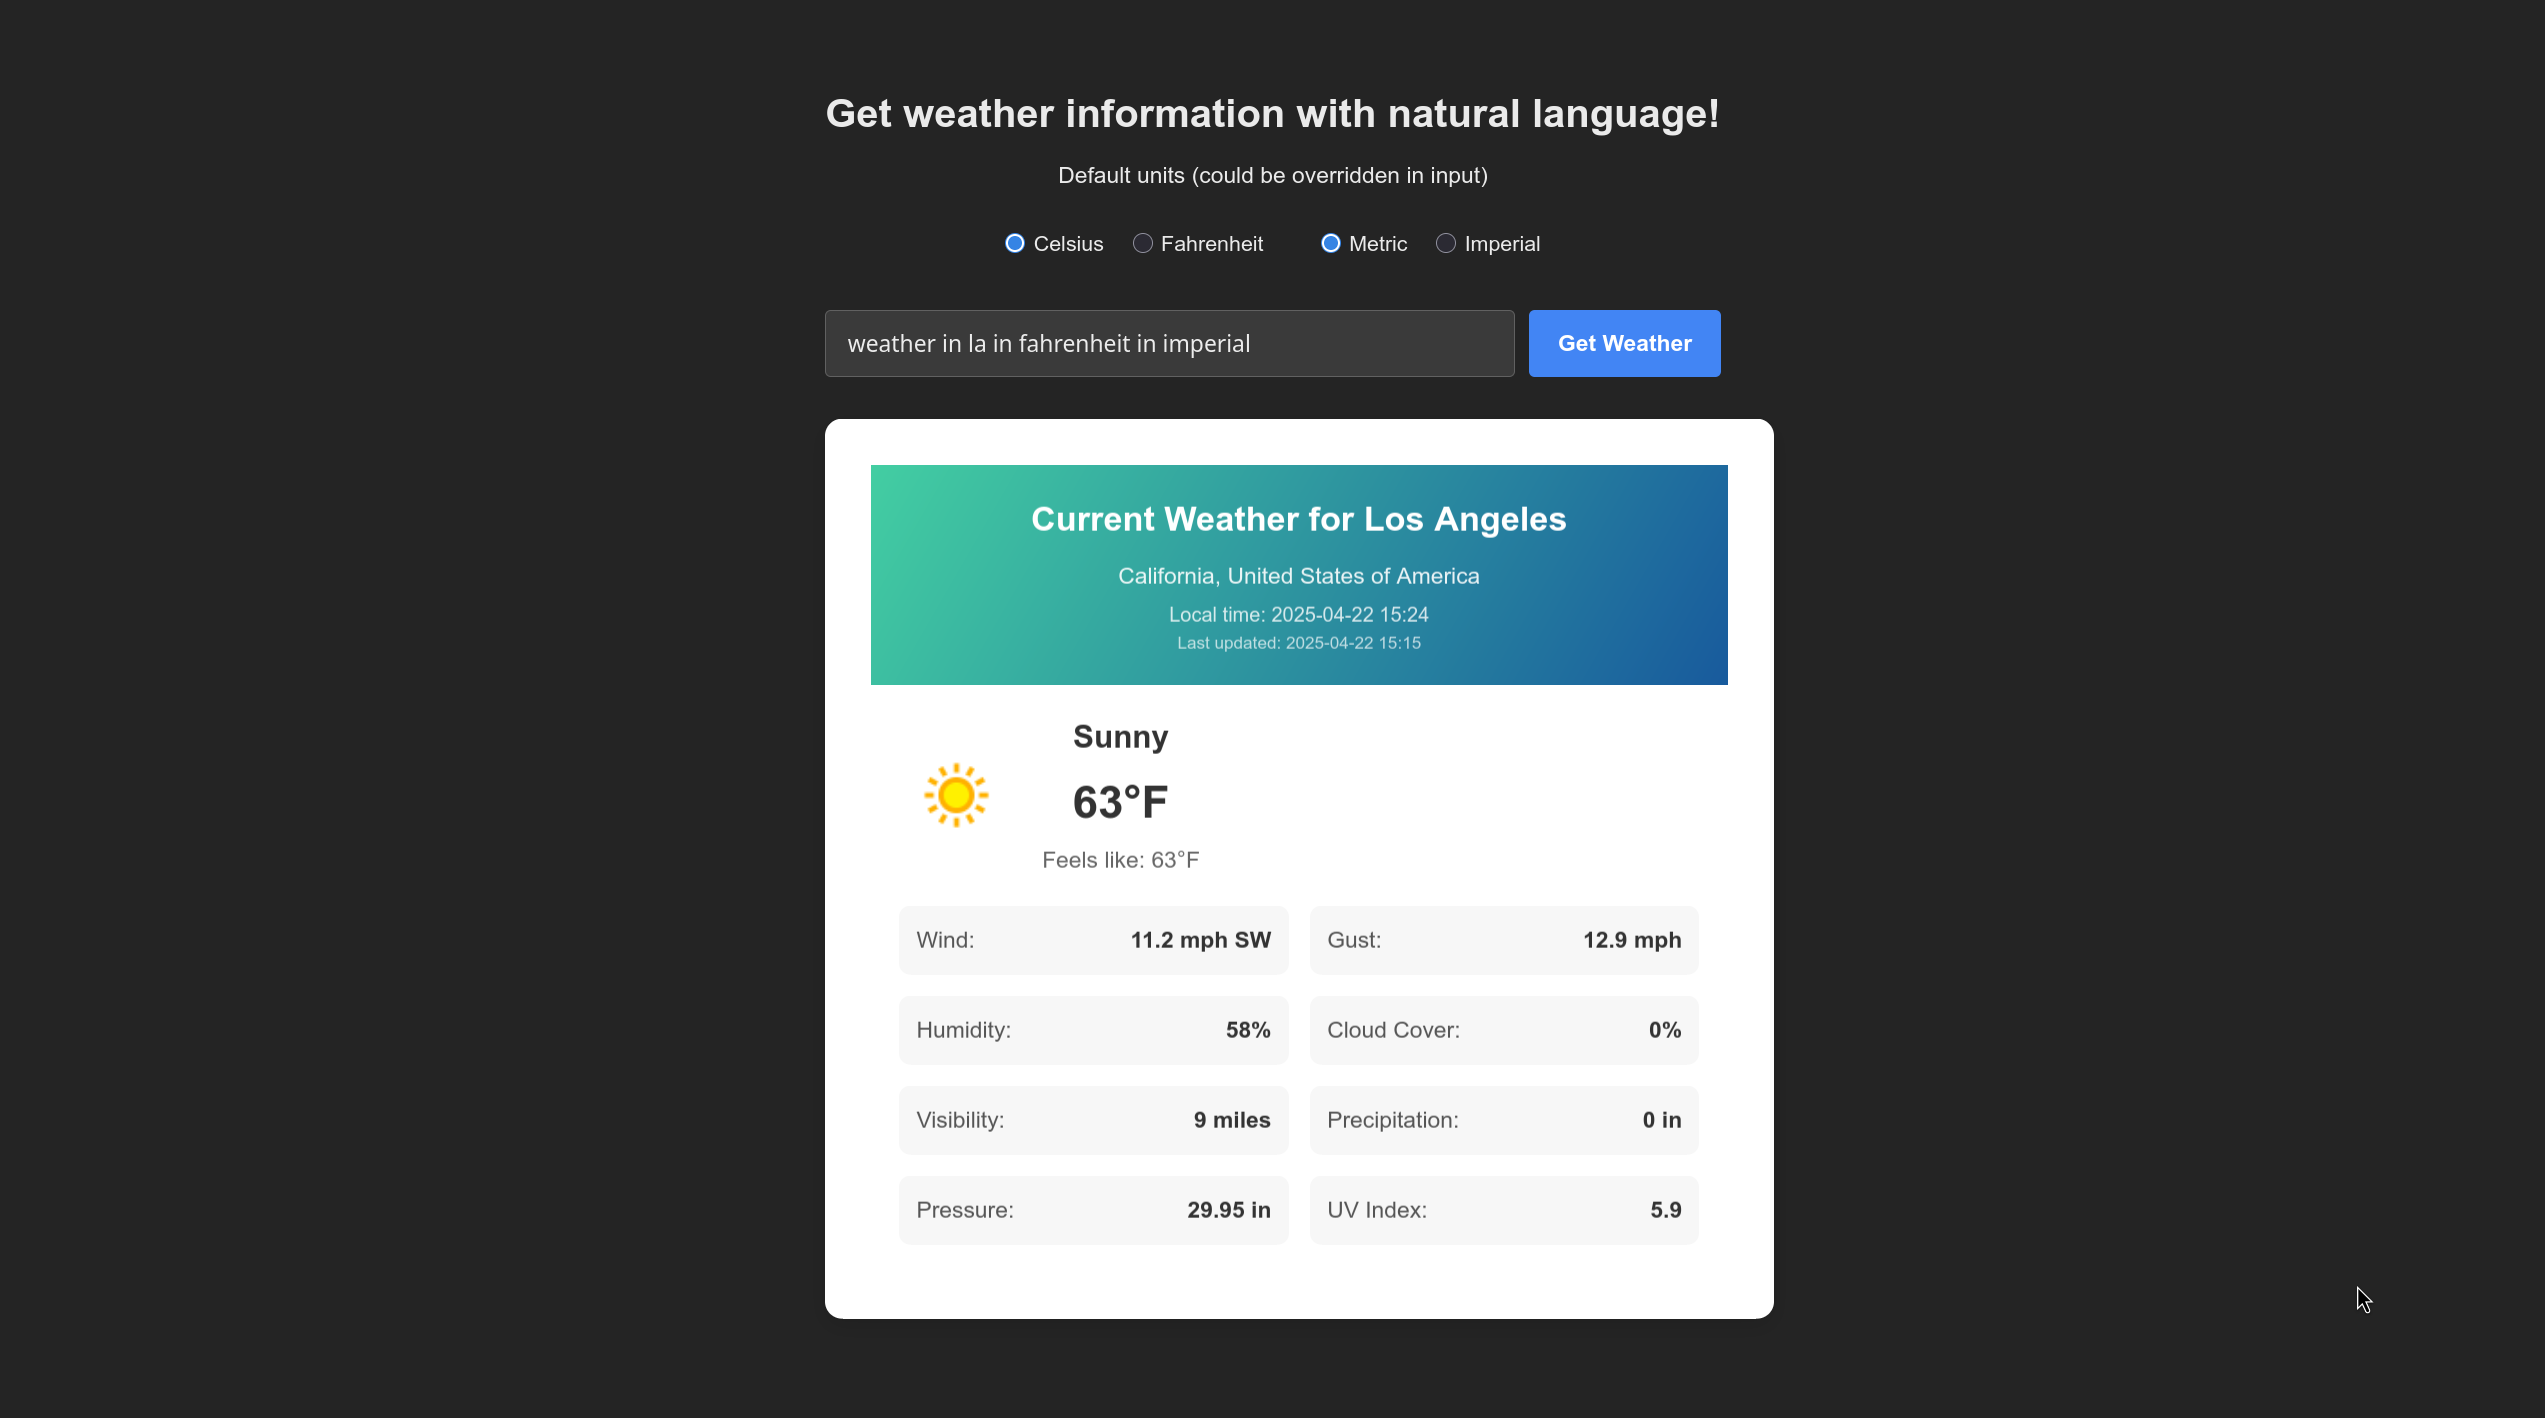 Get weather information with natural language!
Default units (could be overridden in input)
Celsius Fahrenheit Metric Imperial
weather in la in fahrenheit in imperial Get Weather
Current Weather for Los Angeles
California, United States of America
Local time: 2025-04-22 15:24
Last updated: 2025-04-22 15:15
Sunny
63°F
Feels like: 63°F
Wind: 11.2 mph SW Gust: 12.9 mph
Humidity: 58% Cloud Cover: 0%
Visibility: 9 miles Precipitation: 0 in
Pressure: 29.95 in UV Index: 5.9